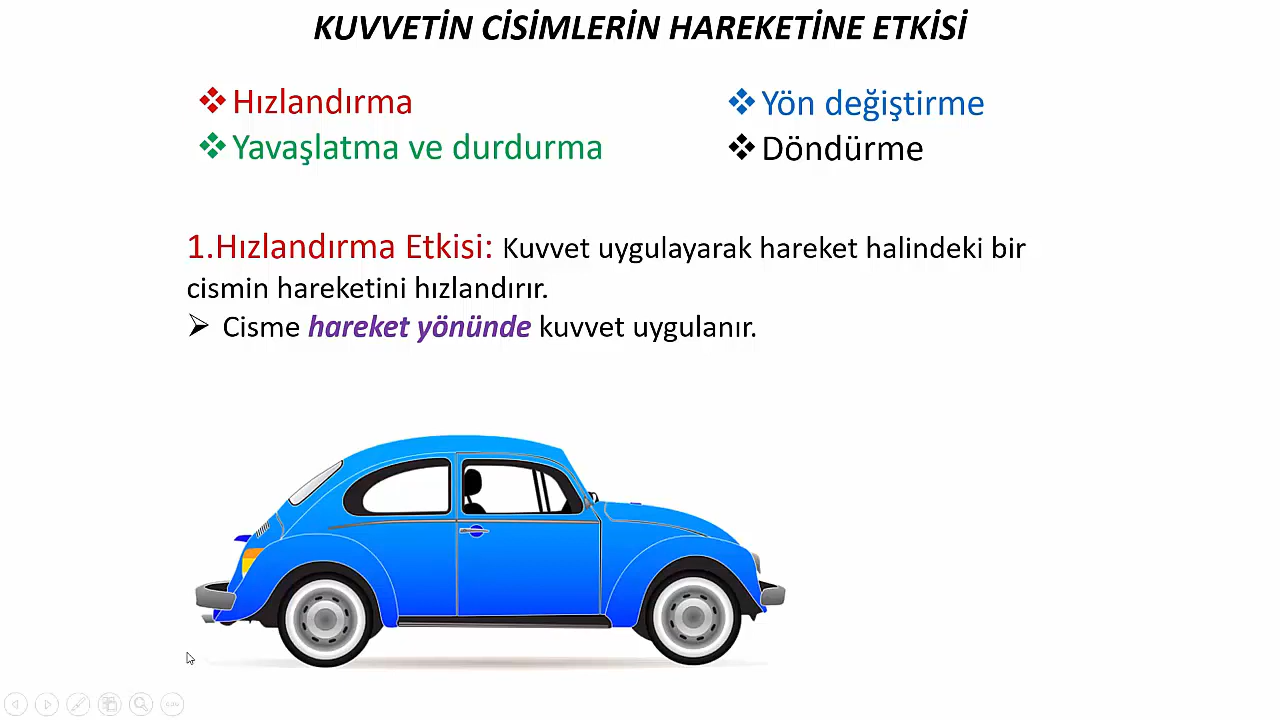 KUVVETİN CİSİMLERİN HAREKETİNE ETKİSİ
❖Hızlandırma
❖Yavaşlatma ve durdurma
❖Yön değiştirme
❖Döndürme
1.Hızlandırma Etkisi: Kuvvet uygulayarak hareket halindeki bir
cismin hareketini hızlandırır.
➢ Cisme hareket yönünde kuvvet uygulanır.